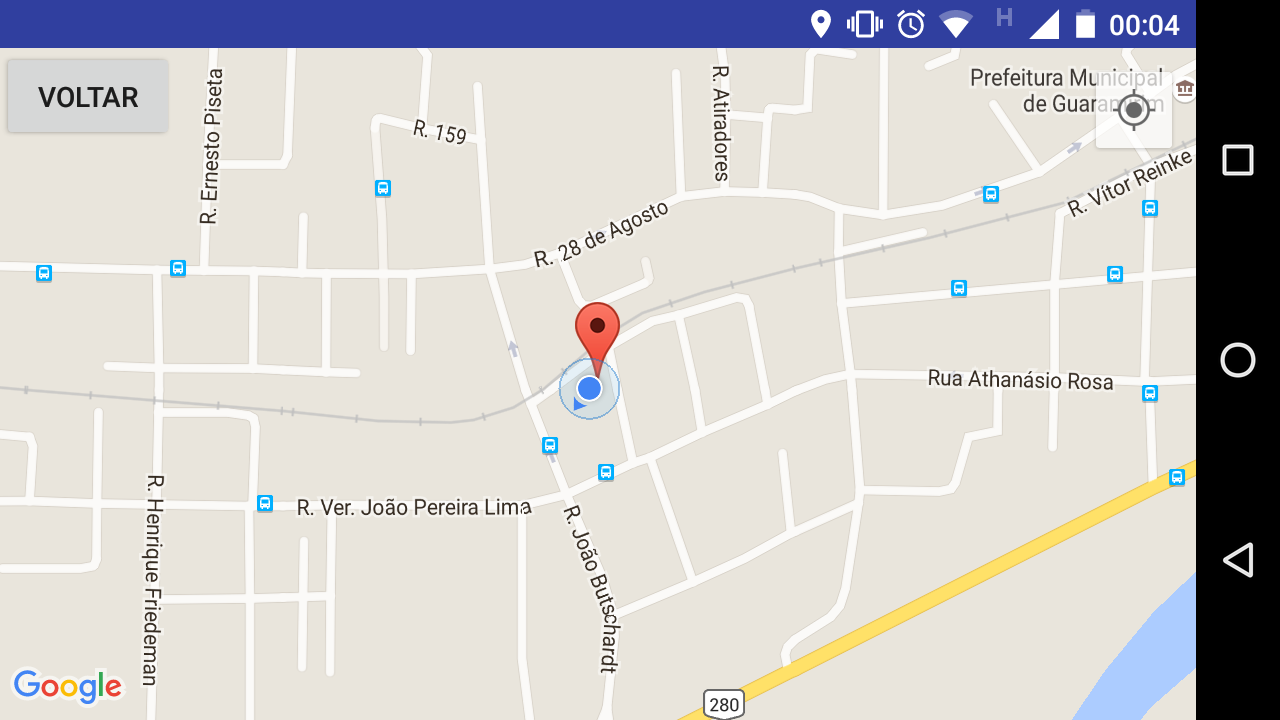 H
00:04
VOLTAR
R. Ernesto Piseta
R. 159
R. Atiradores
Prefeitura Municipal
de Guaramirim
R. Vítor Reinke
R. 28 de Agosto
Rua Athanásio Rosa
R. Henrique Friedeman
R. Ver. João Pereira Lima
R. João Butschardt
Google
280